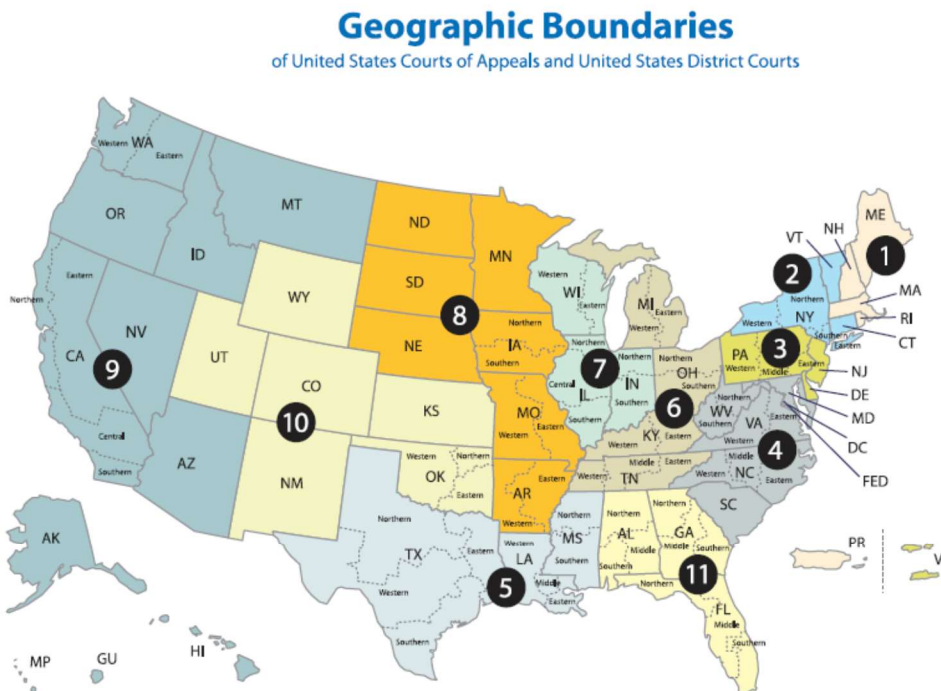 Geographic Boundaries
of United States Courts of Appeals and United States District Courts
Western WA Eastern
OR
ID
MT
ND
SD
NE
MN
8
Northern
IA
Southern
MO
Western Eastern
AR
Eastern
Western
WY
UT
CO
10
KS
NM
OK
Western Northern
Eastern
Northern
Eastern
CA
NV
9
Central
Southern
AZ
Northern
TX
Western
Eastern
Southern
Western
LA
Middle
Eastern
5
Northern
MS
Southern
Western
WI
Eastern
Northern
Central
IL
Southern
7
Northern
IN
Southern
MI
Western Eastern
Northern
OH
Southern
6
KY
Western Eastern
Western Middle Eastern
TN
ME
1
NH
VT
MA
RI
CT
2
Northern
NY
Western
Southern
Eastern
3
PA
Western Middle Eastern
NJ
DE
MD
DC
FED
Northern
WV
Southern
VA
Eastern
Western
4
Western Middle Eastern
NC
SC
Northern
AL
Middle
Southern
Northern
GA
Middle Southern
11
Northern
FL
Middle
Southern
AK
MP
GU
HI
PR
V